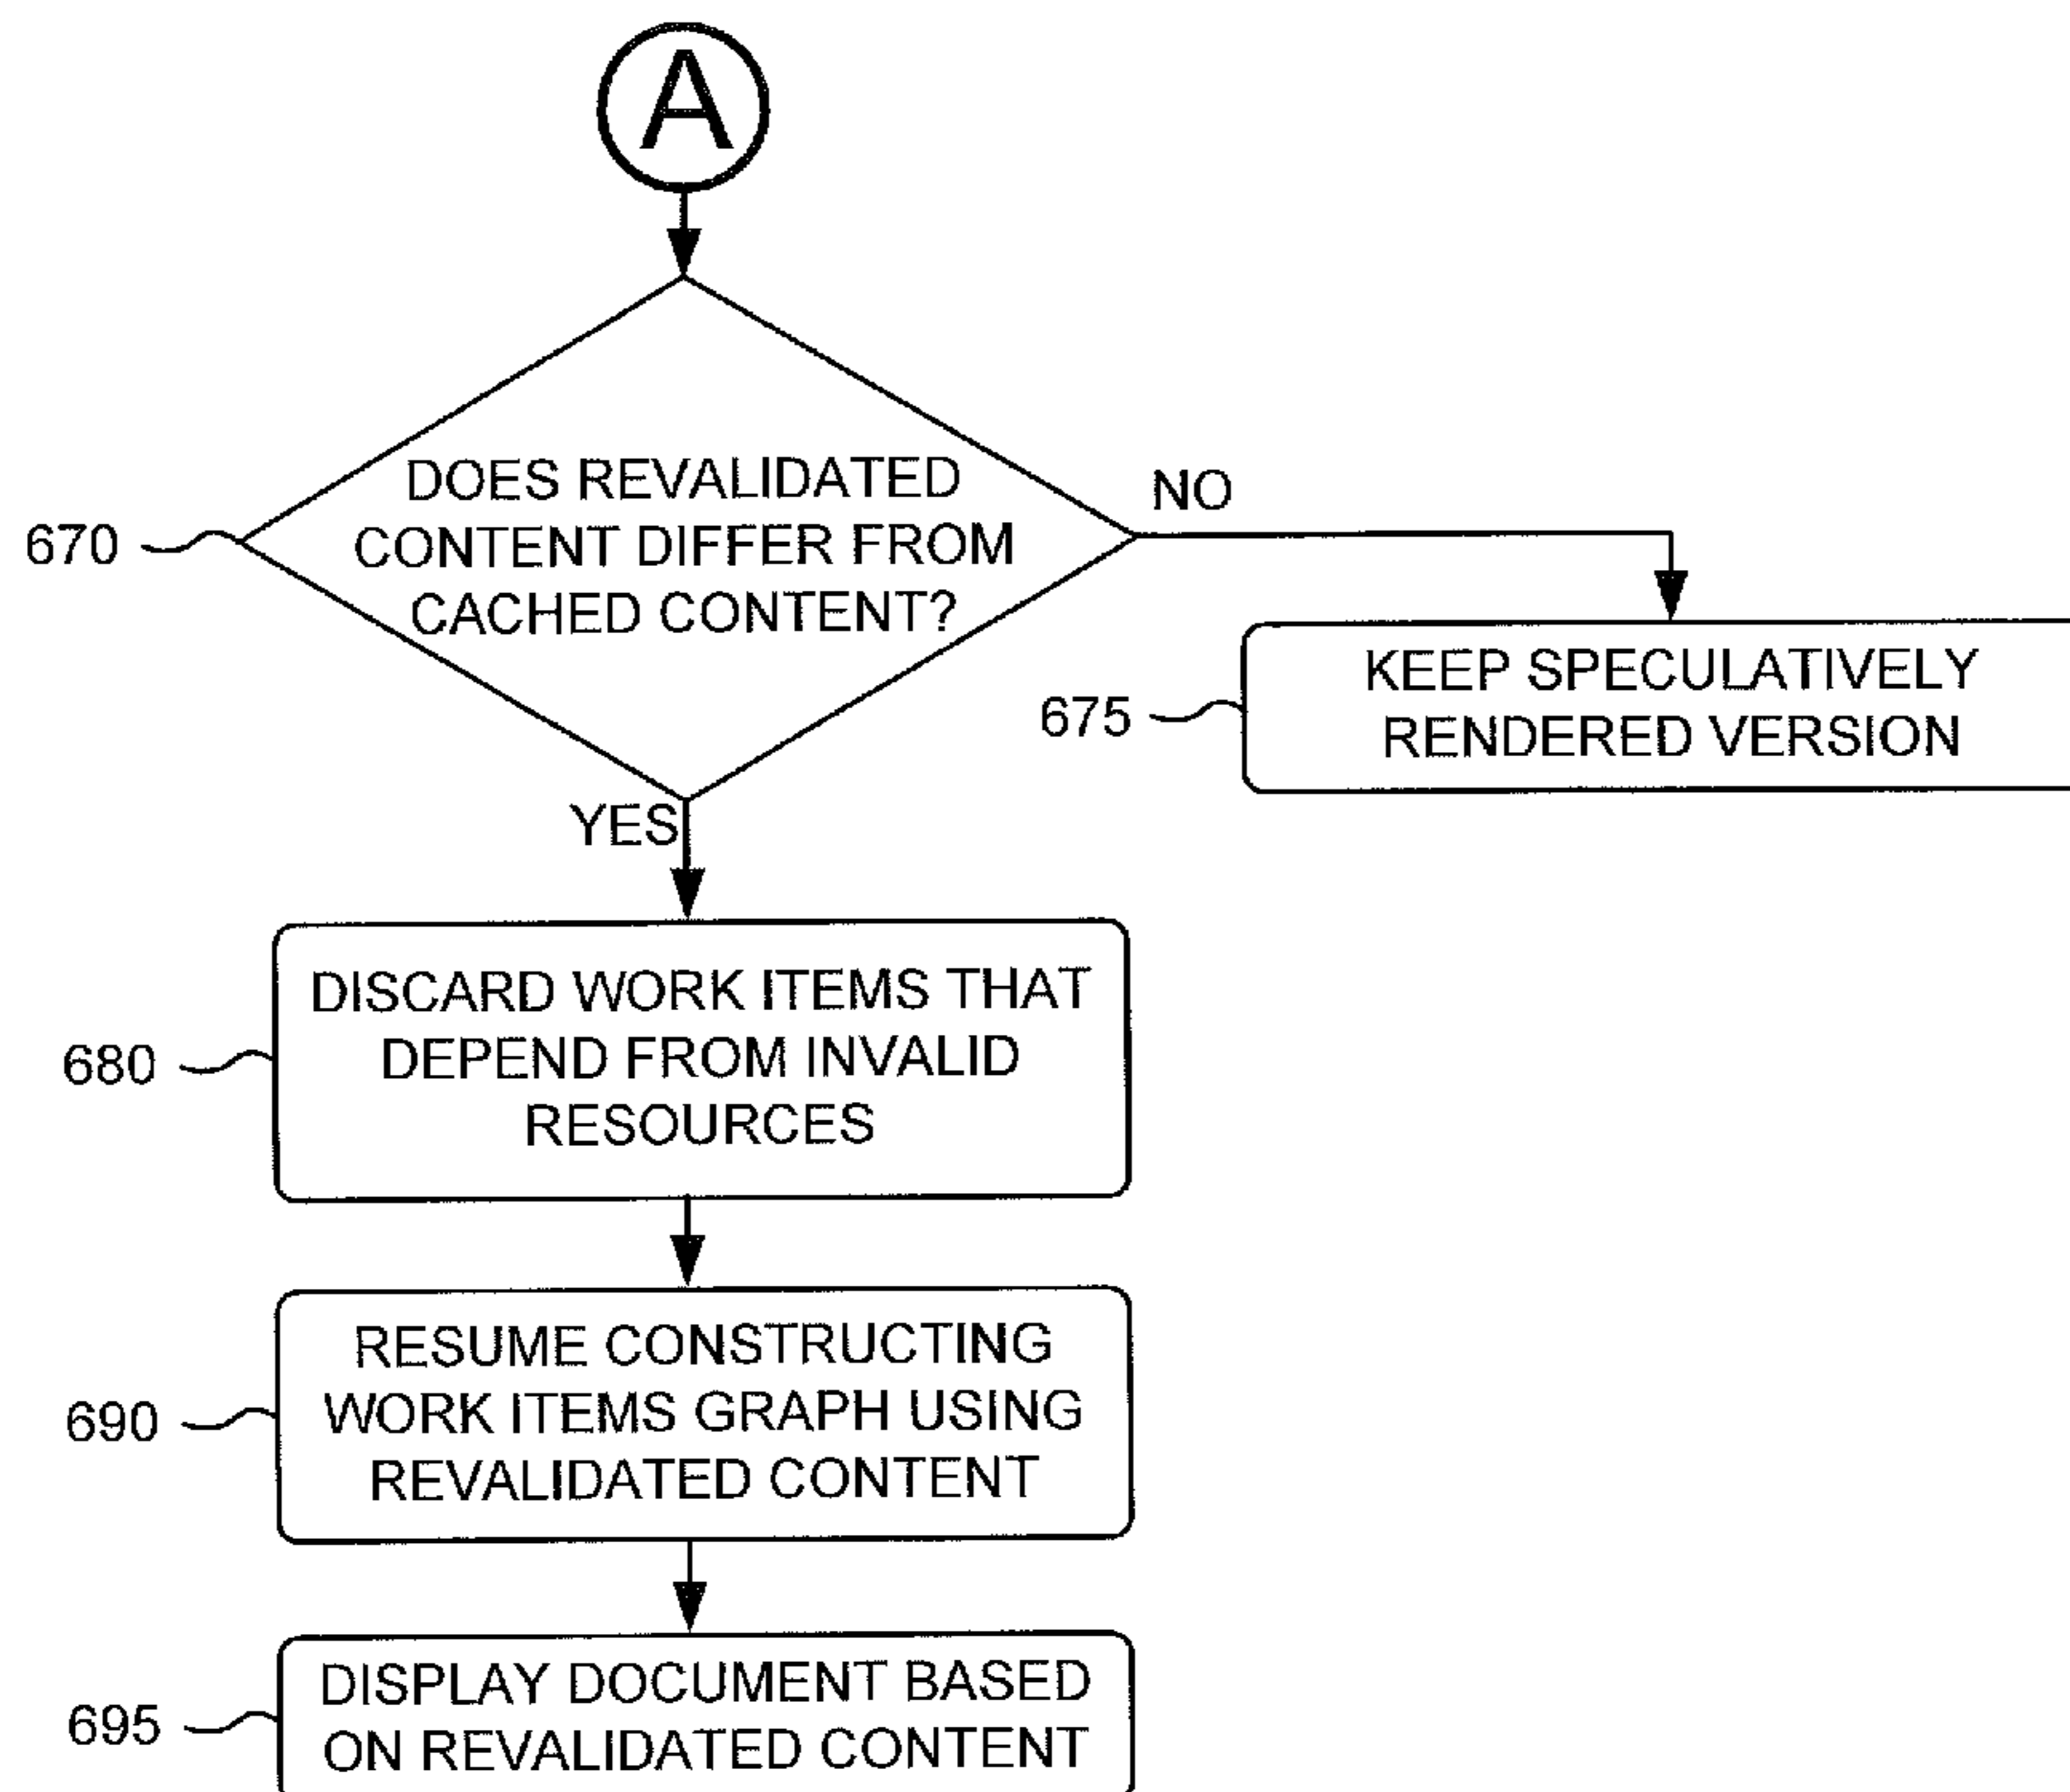 A
DOES REVALIDATED
CONTENT DIFFER FROM
CACHED CONTENT?
670
NO
KEEP SPECULATIVELY
RENDERED VERSION
675
YES
DISCARD WORK ITEMS THAT
DEPEND FROM INVALID
RESOURCES
680
RESUME CONSTRUCTING
WORK ITEMS GRAPH USING
REVALIDATED CONTENT
690
DISPLAY DOCUMENT BASED
ON REVALIDATED CONTENT
695